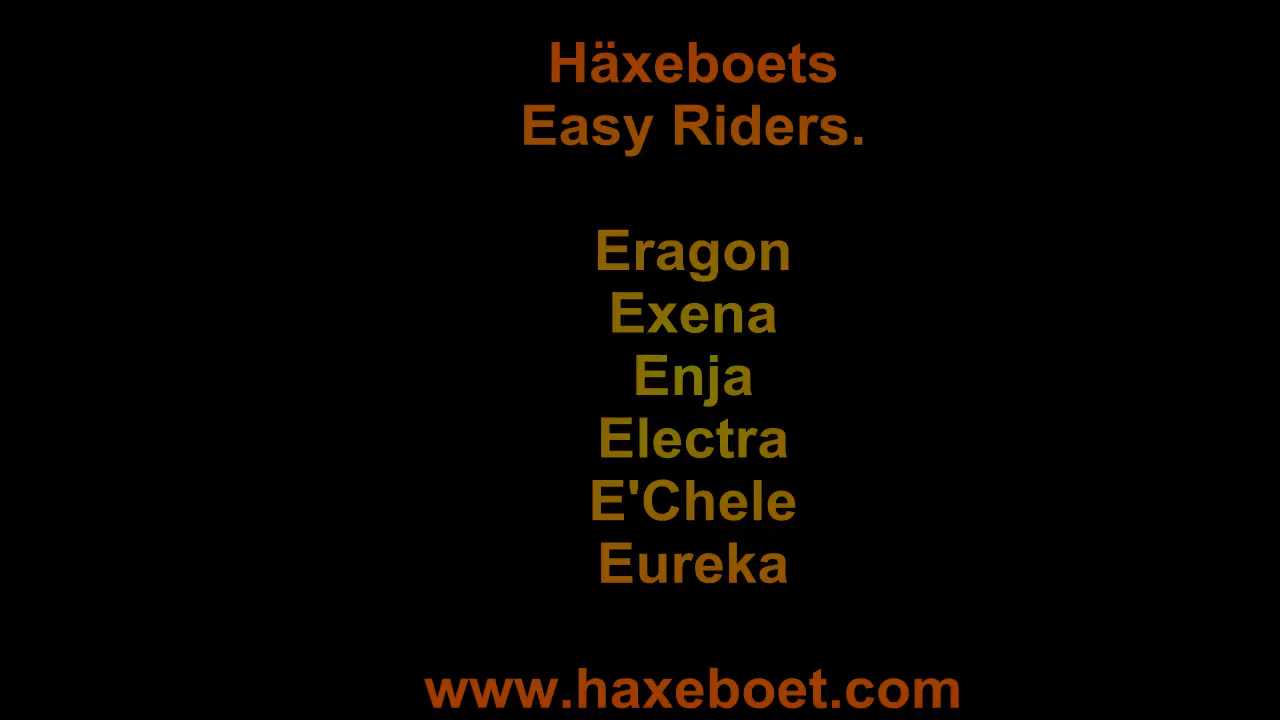 Häxeboets
Easy Riders.
Eragon
Exena
Enja
Electra
E'Chele
Eureka
www.haxeboet.com